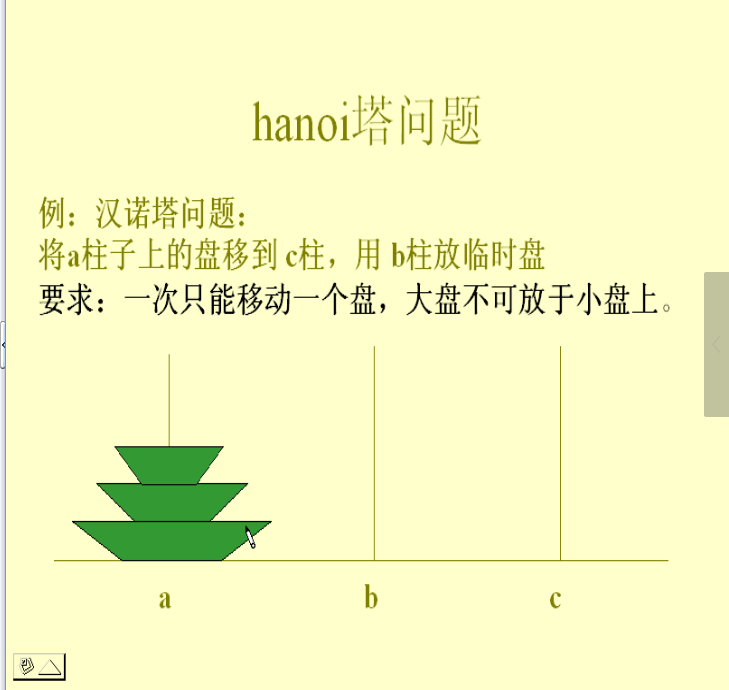 hanoi塔问题
例：汉诺塔问题：
将a柱子上的盘移到 c柱，用 b柱放临时盘
要求：一次只能移动一个盘，大盘不可放于小盘上。
a b c